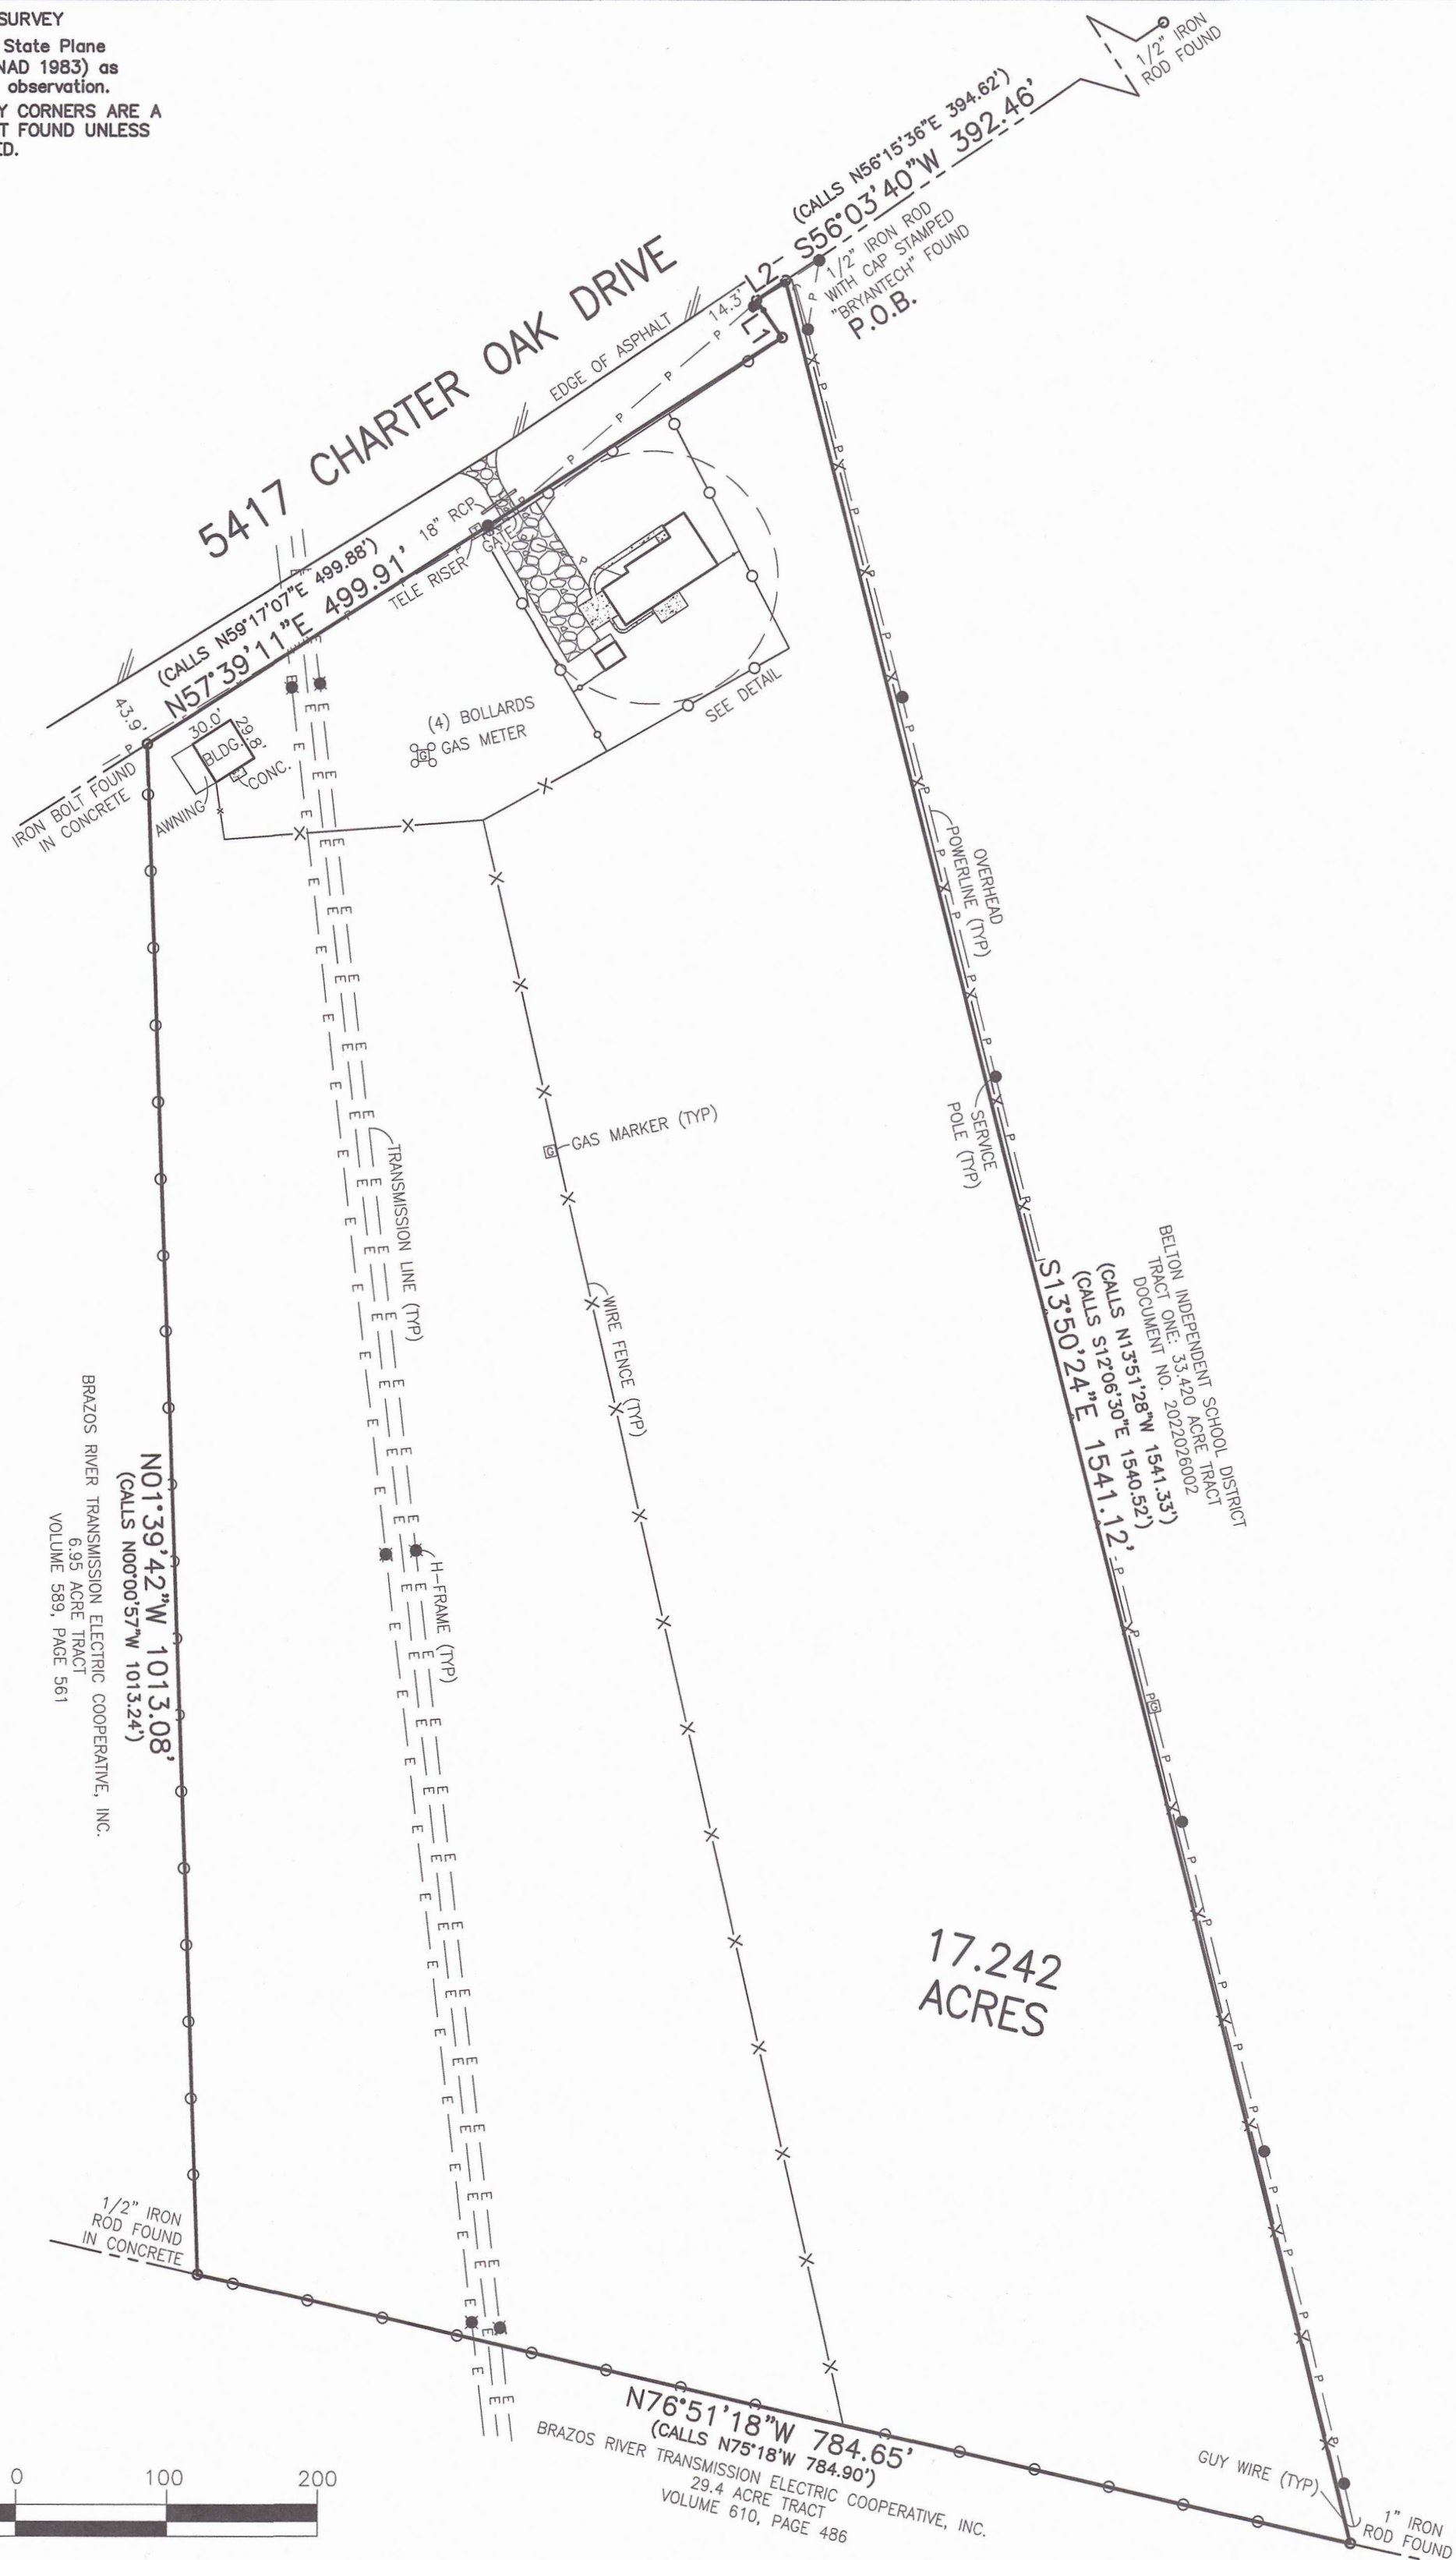 SURVEY
State Plane
NAD 1983) as
observation.
Y CORNERS ARE A
T FOUND UNLESS
ED.
1/2" IRON
ROD FOUND
(CALLS N56°15'36"E 394.62')
S56°03'40"W 392.46'
L2
1/2" IRON ROD
WITH CAP STAMPED
"BRYANTECH" FOUND
P.O.B.
14.3'
L1
5417 CHARTER OAK DRIVE
EDGE OF ASPHALT
18" RCP
GATE
TELE RISER
(CALLS N59°17'07"E 499.88')
N57°39'11"E 499.91'
43.9'
30.0'
29.8'
BLDG.
CONC.
AWNING
IRON BOLT FOUND
IN CONCRETE
(4) BOLLARDS
G GAS METER
SEE DETAIL
OVERHEAD
POWERLINE (TYP)
SERVICE
POLE (TYP)
G GAS MARKER (TYP)
TRANSMISSION LINE (TYP)
WIRE FENCE (TYP)
H-FRAME (TYP)
BELTON INDEPENDENT SCHOOL DISTRICT
TRACT ONE: 33.420 ACRE TRACT
DOCUMENT NO. 2022026002
(CALLS N13°51'28"W 1541.33')
(CALLS S12°06'30"E 1540.52')
S13°50'24"E 1541.12'
N01°39'42"W 1013.08'
(CALLS N00°00'57"W 1013.24')
BRAZOS RIVER TRANSMISSION ELECTRIC COOPERATIVE, INC.
6.95 ACRE TRACT
VOLUME 589, PAGE 561
17.242
ACRES
1/2" IRON
ROD FOUND
IN CONCRETE
N76°51'18"W 784.65'
(CALLS N75°18'W 784.90')
BRAZOS RIVER TRANSMISSION ELECTRIC COOPERATIVE, INC.
29.4 ACRE TRACT
VOLUME 610, PAGE 486
GUY WIRE (TYP)
1" IRON
ROD FOUND
0 100 200